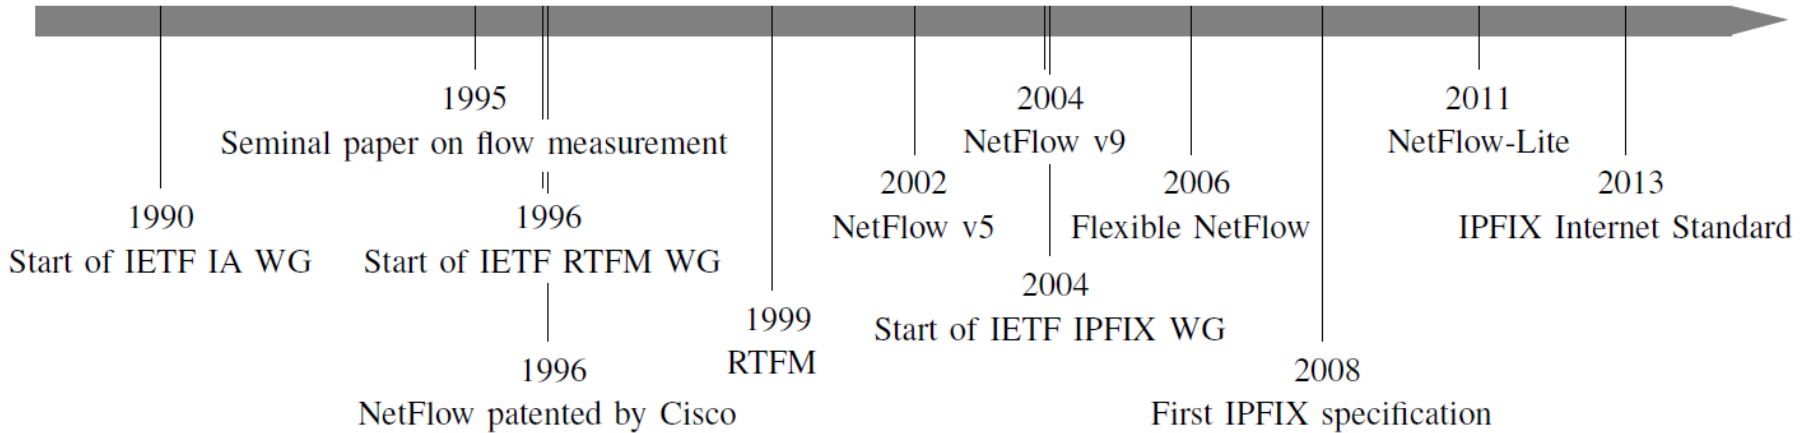 1990
Start of IETF IA WG
1995
Seminal paper on flow measurement
1996
Start of IETF RTFM WG
1996
NetFlow patented by Cisco
1999
RTFM
2002
NetFlow v5
2004
NetFlow v9
2004
Start of IETF IPFIX WG
2006
Flexible NetFlow
2008
First IPFIX specification
2011
NetFlow-Lite
2013
IPFIX Internet Standard